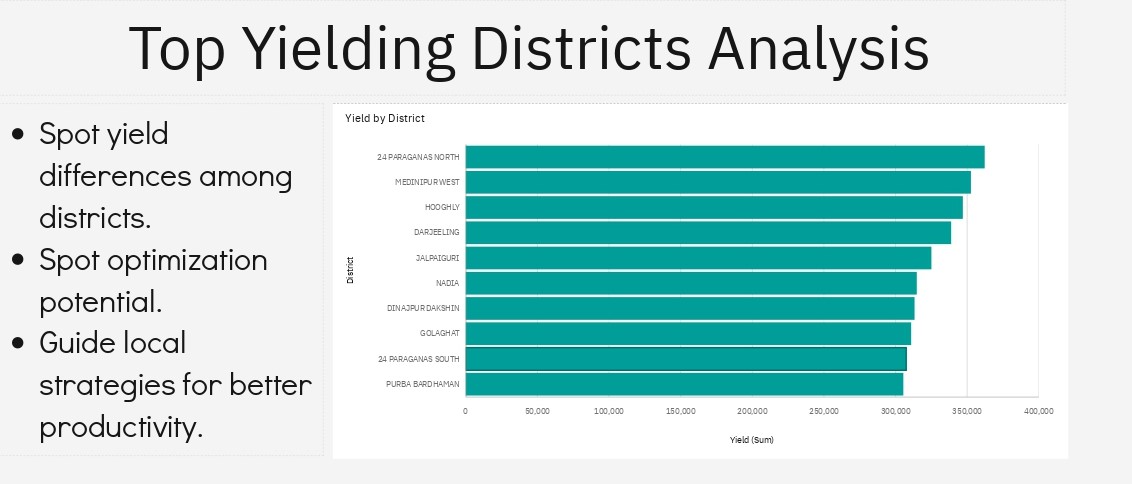 Top Yielding Districts Analysis
● Spot yield
differences among
districts.
● Spot optimization
potential.
● Guide local
strategies for better
productivity.
Yield by District
District
24 PARAGANAS NORTH
MEDINIPUR WEST
HOOGHLY
DARJEELING
JALPAIGURI
NADIA
DINAJPUR DAKSHIN
GOLAGHAT
24 PARAGANAS SOUTH
PURBA BARDHAMAN
0 50,000 100,000 150,000 200,000 250,000 300,000 350,000 400,000
Yield (Sum)